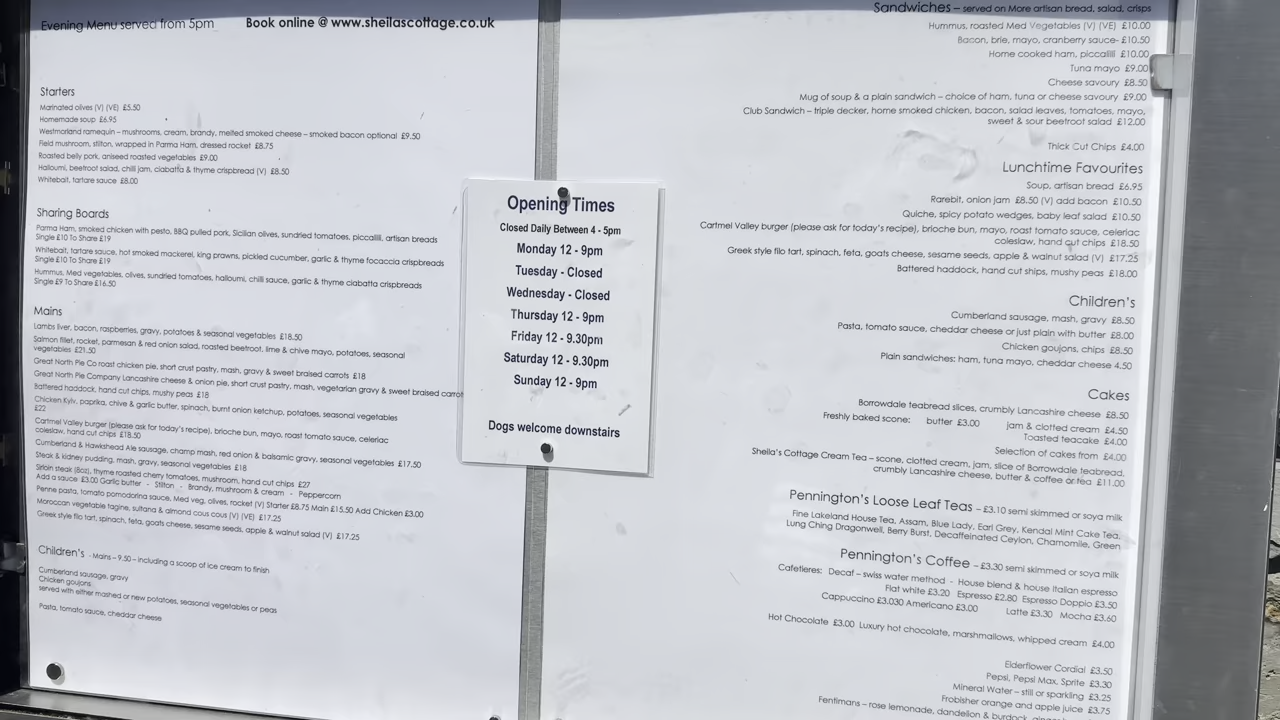 Evening Menu served from 5pm Book online @ www.sheilascottage.co.uk
Starters
Marinated olives (V) (VE) £5.50
Homemade soup £6.95
Westmorland ramequin – mushrooms, cream, brandy, melted smoked cheese – smoked bacon optional £9.50
Field mushroom, stilton, wrapped in Parma Ham, dressed rocket £8.75
Roasted belly pork, aniseed roasted vegetables £9.00
Halloumi, beetroot salad, chilli jam, ciabatta & thyme crispbread (V) £8.50
Whitebait, tartare sauce £8.00
Sharing Boards
Parma Ham, smoked chicken with pesto, BBQ pulled pork, Sicilian olives, sundried tomatoes, piccalilli, artisan breads
Single £10 To Share £19
Whitebait, tartare sauce, hot smoked mackerel, king prawns, pickled cucumber, garlic & thyme focaccia crispbreads
Single £10 To Share £19
Hummus, Med vegetables, olives, sundried tomatoes, halloumi, chilli sauce, garlic & thyme ciabatta crispbreads
Single £9 To Share £16.50
Mains
Lambs liver, bacon, raspberries, gravy, potatoes & seasonal vegetables £18.50
Salmon fillet, rocket, parmesan & red onion salad, roasted beetroot, lime & chive mayo, potatoes, seasonal
vegetables £21.50
Great North Pie Co roast chicken pie, short crust pastry, mash, gravy & sweet braised carrots £18
Great North Pie Company Lancashire cheese & onion pie, short crust pastry, mash, vegetarian gravy & sweet braised carrot
Battered haddock, hand cut chips, mushy peas £18
Chicken Kyiv, paprika, chive & garlic butter, spinach, burnt onion ketchup, potatoes, seasonal vegetables
£22
Cartmel Valley burger (please ask for today's recipe), brioche bun, mayo, roast tomato sauce, celeriac
coleslaw, hand cut chips £18.50
Cumberland & Hawkshead Ale sausage, champ mash, red onion & balsamic gravy, seasonal vegetables £17.50
Steak & kidney pudding, mash, gravy, seasonal vegetables £18
Sirloin steak (8oz), thyme roasted cherry tomatoes, mushroom, hand cut chips £27
Add a sauce £3.00 Garlic butter - Stilton - Brandy, mushroom & cream - Peppercorn
Penne pasta, tomato pomodorina sauce, Med veg, olives, rocket (V) Starter £8.75 Main £15.50 Add Chicken £3.00
Moroccan vegetable tagine, sultana & almond cous cous (V) (VE) £17.25
Greek style filo tart, spinach, feta, goats cheese, sesame seeds, apple & walnut salad (V) £17.25
Children's - Mains – 9.50 – including a scoop of ice cream to finish
Cumberland sausage, gravy
Chicken goujons
served with either mashed or new potatoes, seasonal vegetables or peas
Pasta, tomato sauce, cheddar cheese
Opening Times
Closed Daily Between 4 - 5pm
Monday 12 - 9pm
Tuesday - Closed
Wednesday - Closed
Thursday 12 - 9pm
Friday 12 - 9.30pm
Saturday 12 - 9.30pm
Sunday 12 - 9pm
Dogs welcome downstairs
Sandwiches – served on More artisan bread, salad, crisps
Hummus, roasted Med Vegetables (V) (VE) £10.00
Bacon, brie, mayo, cranberry sauce- £10.50
Home cooked ham, piccalilli £10.00
Tuna mayo £9.00
Cheese savoury £8.50
Mug of soup & a plain sandwich – choice of ham, tuna or cheese savoury £9.00
Club Sandwich – triple decker, home smoked chicken, bacon, salad leaves, tomatoes, mayo,
sweet & sour beetroot salad £12.00
Thick Cut Chips £4.00
Lunchtime Favourites
Soup, artisan bread £6.95
Rarebit, onion jam £8.50 (V) add bacon £10.50
Quiche, spicy potato wedges, baby leaf salad £10.50
Cartmel Valley burger (please ask for today's recipe), brioche bun, mayo, roast tomato sauce, celeriac
coleslaw, hand cut chips £18.50
Greek style filo tart, spinach, feta, goats cheese, sesame seeds, apple & walnut salad (V) £17.25
Battered haddock, hand cut ships, mushy peas £18.00
Children's
Cumberland sausage, mash, gravy £8.50
Pasta, tomato sauce, cheddar cheese or just plain with butter £8.00
Chicken goujons, chips £8.50
Plain sandwiches: ham, tuna mayo, cheddar cheese 4.50
Cakes
Borrowdale teabread slices, crumbly Lancashire cheese £8.50
Freshly baked scone: butter £3.00 jam & clotted cream £4.50
Toasted teacake £4.00
Selection of cakes from £4.00
Sheila's Cottage Cream Tea – scone, clotted cream, jam, slice of Borrowdale teabread,
crumbly Lancashire cheese, butter & coffee or tea £11.00
Pennington's Loose Leaf Teas – £3.10 semi skimmed or soya milk
Fine Lakeland House Tea, Assam, Blue Lady, Earl Grey, Kendal Mint Cake Tea,
Lung Ching Dragonwell, Berry Burst, Decaffeinated Ceylon, Chamomile, Green
Pennington's Coffee – £3.30 semi skimmed or soya milk
Cafetieres: Decaf – swiss water method - House blend & house Italian espresso
Flat white £3.20 Espresso £2.80 Espresso Doppio £3.50
Cappuccino £3.030 Americano £3.00 Latte £3.30 Mocha £3.60
Hot Chocolate £3.00 Luxury hot chocolate, marshmallows, whipped cream £4.00
Elderflower Cordial £3.50
Pepsi, Pepsi Max, Sprite £3.30
Mineral Water – still or sparkling £3.25
Frobisher orange and apple juice £3.75
Fentimans – rose lemonade, dandelion & burdock,